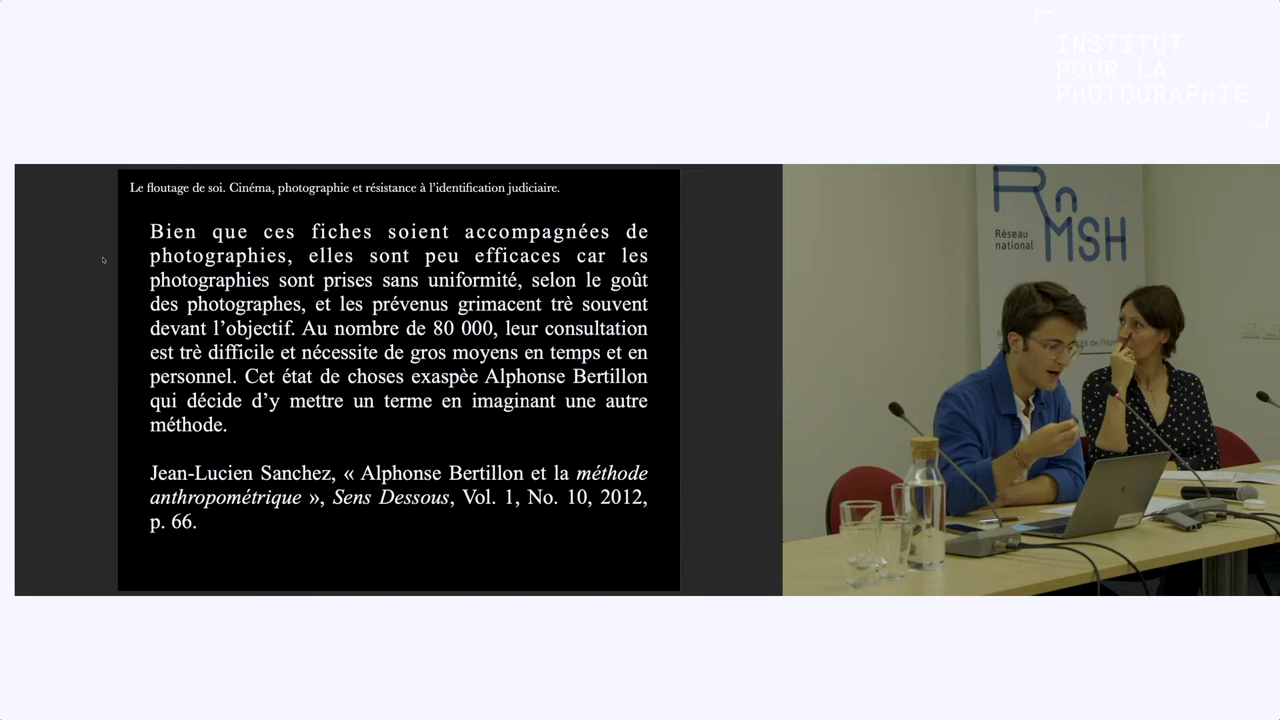 INSTITUT
POUR LA
PHOTOGRAPHIE
Le floutage de soi. Cinéma, photographie et résistance à l'identification judiciaire.
Bien que ces fiches soient accompagnées de
photographies, elles sont peu efficaces car les
photographies sont prises sans uniformité, selon le goût
des photographes, et les prévenus grimacent trè souvent
devant l'objectif. Au nombre de 80 000, leur consultation
est trè difficile et nécessite de gros moyens en temps et en
personnel. Cet état de choses exaspèe Alphonse Bertillon
qui décide d'y mettre un terme en imaginant une autre
méthode.
Jean-Lucien Sanchez, « Alphonse Bertillon et la méthode
anthropométrique », Sens Dessous, Vol. 1, No. 10, 2012,
p. 66.
RnMSH
Réseau
national